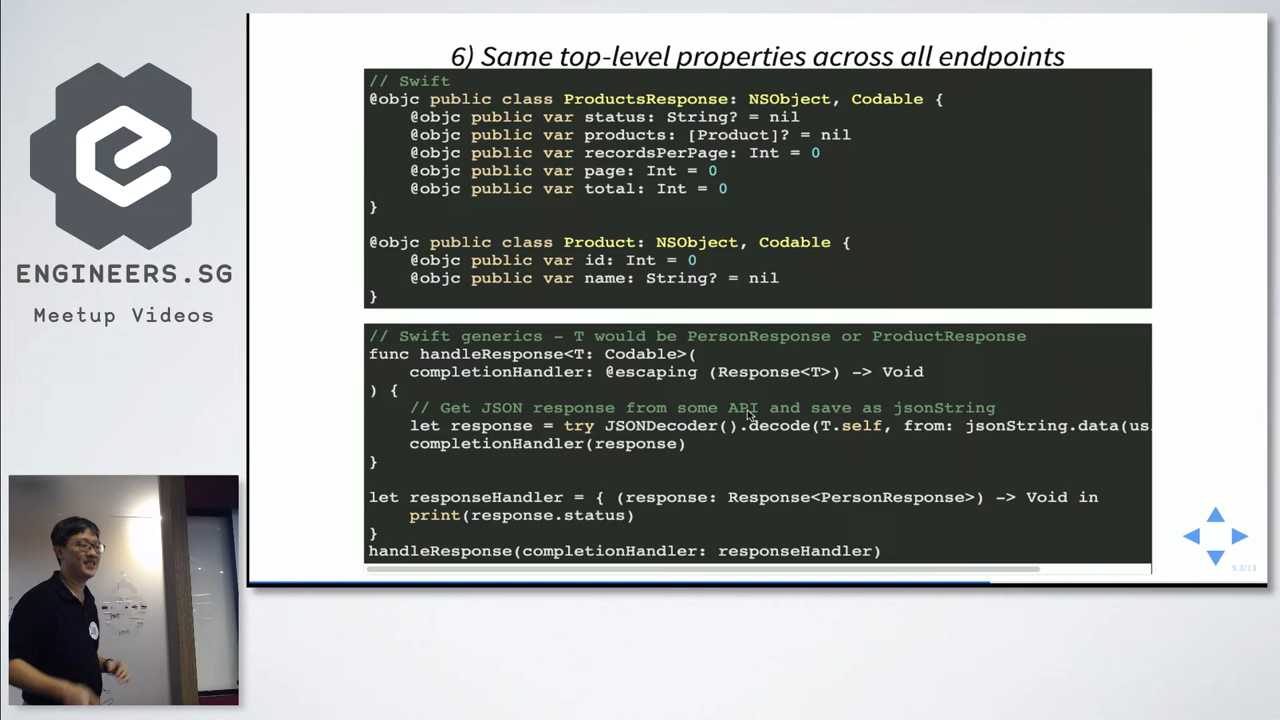 ENGINEERS.SG
Meetup Videos
6) Same top-level properties across all endpoints
// Swift
@objc public class ProductsResponse: NSObject, Codable {
@objc public var status: String? = nil
@objc public var products: [Product]? = nil
@objc public var recordsPerPage: Int = 0
@objc public var page: Int = 0
@objc public var total: Int = 0
}
@objc public class Product: NSObject, Codable {
@objc public var id: Int = 0
@objc public var name: String? = nil
}
// Swift generics - T would be PersonResponse or ProductResponse
func handleResponse<T: Codable>(
completionHandler: @escaping (Response<T>) -> Void
) {
// Get JSON response from some API and save as jsonString
let response = try JSONDecoder().decode(T.self, from: jsonString.data(us
completionHandler(response)
}
let responseHandler = { (response: Response<PersonResponse>) -> Void in
print(response.status)
}
handleResponse(completionHandler: responseHandler)
9.3/13